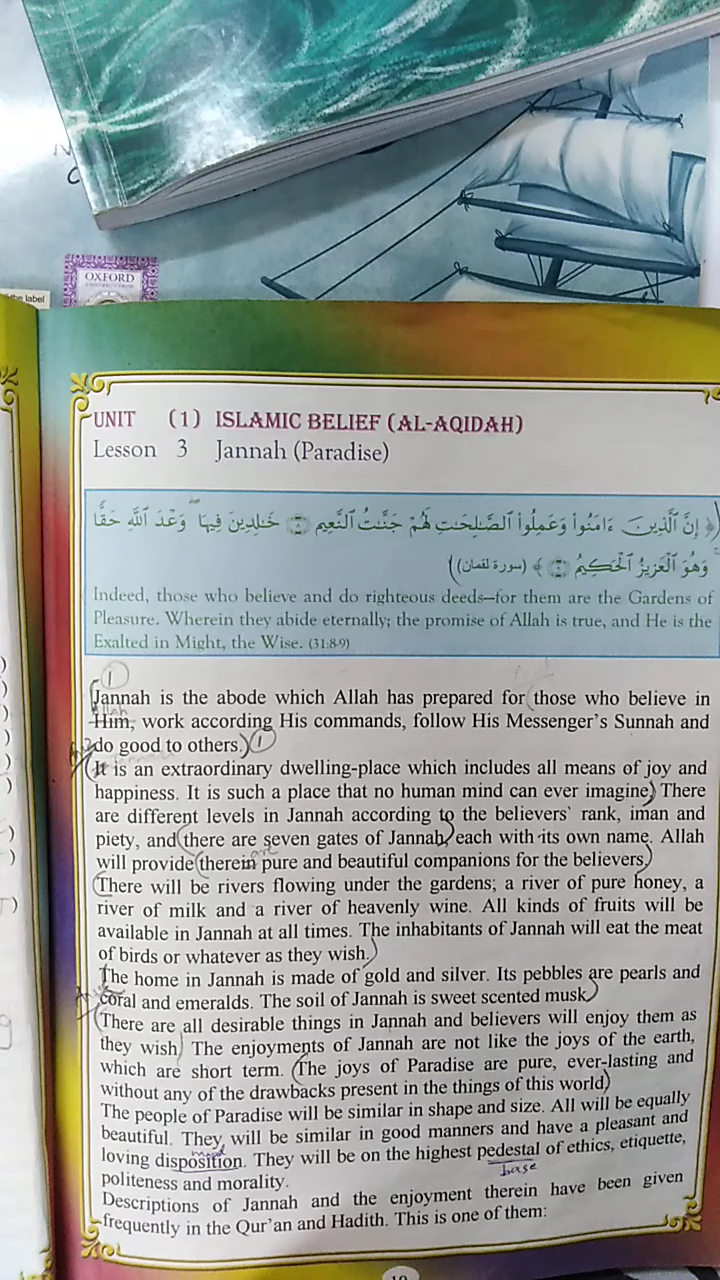 OXFORD
the label
UNIT (1) ISLAMIC BELIEF (AL-AQIDAH)
Lesson 3 Jannah (Paradise)
﴿ إِنَّ ٱلَّذِينَ ءَامَنُوا۟ وَعَمِلُوا۟ ٱلصَّـٰلِحَـٰتِ لَهُمْ جَنَّـٰتُ ٱلنَّعِيمِ ۝ خَـٰلِدِينَ فِيهَا ۖ وَعْدَ ٱللَّهِ حَقًّا
وَهُوَ ٱلْعَزِيزُ ٱلْحَكِيمُ ۝ ﴾ (سورة لقمان)
Indeed, those who believe and do righteous deeds–for them are the Gardens of
Pleasure. Wherein they abide eternally; the promise of Allah is true, and He is the
Exalted in Might, the Wise. (31:8-9)
1
Jannah is the abode which Allah has prepared for those who believe in
Allah
Him, work according His commands, follow His Messenger's Sunnah and
do good to others.) 1
(It is an extraordinary dwelling-place which includes all means of joy and
happiness. It is such a place that no human mind can ever imagine.) There
are different levels in Jannah according to the believers' rank, iman and
piety, and (there are seven gates of Jannah,) each with its own name. Allah
are
will provide (therein pure and beautiful companions for the believers.)
(There will be rivers flowing under the gardens; a river of pure honey, a
river of milk and a river of heavenly wine. All kinds of fruits will be
available in Jannah at all times. The inhabitants of Jannah will eat the meat
of birds or whatever as they wish.)
The home in Jannah is made of gold and silver. Its pebbles are pearls and
coral and emeralds. The soil of Jannah is sweet scented musk.)
(There are all desirable things in Jannah and believers will enjoy them as
they wish) The enjoyments of Jannah are not like the joys of the earth,
which are short term. (The joys of Paradise are pure, ever-lasting and
without any of the drawbacks present in the things of this world)
The people of Paradise will be similar in shape and size. All will be equally
beautiful. They will be similar in good manners and have a pleasant and
mood
loving disposition. They will be on the highest pedestal of ethics, etiquette,
base
politeness and morality.
Descriptions of Jannah and the enjoyment therein have been given
frequently in the Qur'an and Hadith. This is one of them: